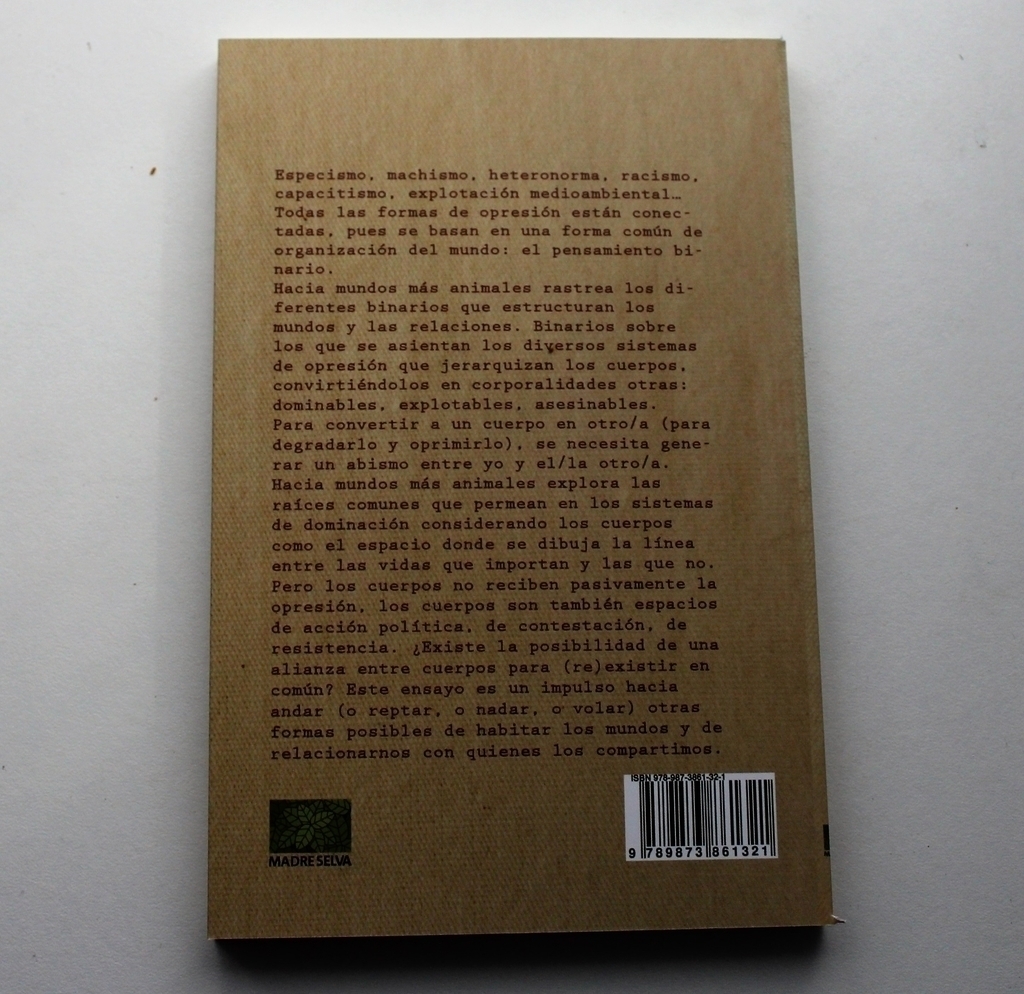 Especismo, machismo, heteronorma, racismo,
capacitismo, explotación medioambiental…
Todas las formas de opresión están conec-
tadas, pues se basan en una forma común de
organización del mundo: el pensamiento bi-
nario.
Hacia mundos más animales rastrea los di-
ferentes binarios que estructuran los
mundos y las relaciones. Binarios sobre
los que se asientan los diversos sistemas
de opresión que jerarquizan los cuerpos,
convirtiéndolos en corporalidades otras:
dominables, explotables, asesinables.
Para convertir a un cuerpo en otro/a (para
degradarlo y oprimirlo), se necesita gene-
rar un abismo entre yo y el/la otro/a.
Hacia mundos más animales explora las
raíces comunes que permean en los sistemas
de dominación considerando los cuerpos
como el espacio donde se dibuja la línea
entre las vidas que importan y las que no.
Pero los cuerpos no reciben pasivamente la
opresión, los cuerpos son también espacios
de acción política, de contestación, de
resistencia. ¿Existe la posibilidad de una
alianza entre cuerpos para (re)existir en
común? Este ensayo es un impulso hacia
andar (o reptar, o nadar, o volar) otras
formas posibles de habitar los mundos y de
relacionarnos con quienes los compartimos.
ISBN 978-987-3861-32-1
9 789873 861321
MADRESELVA